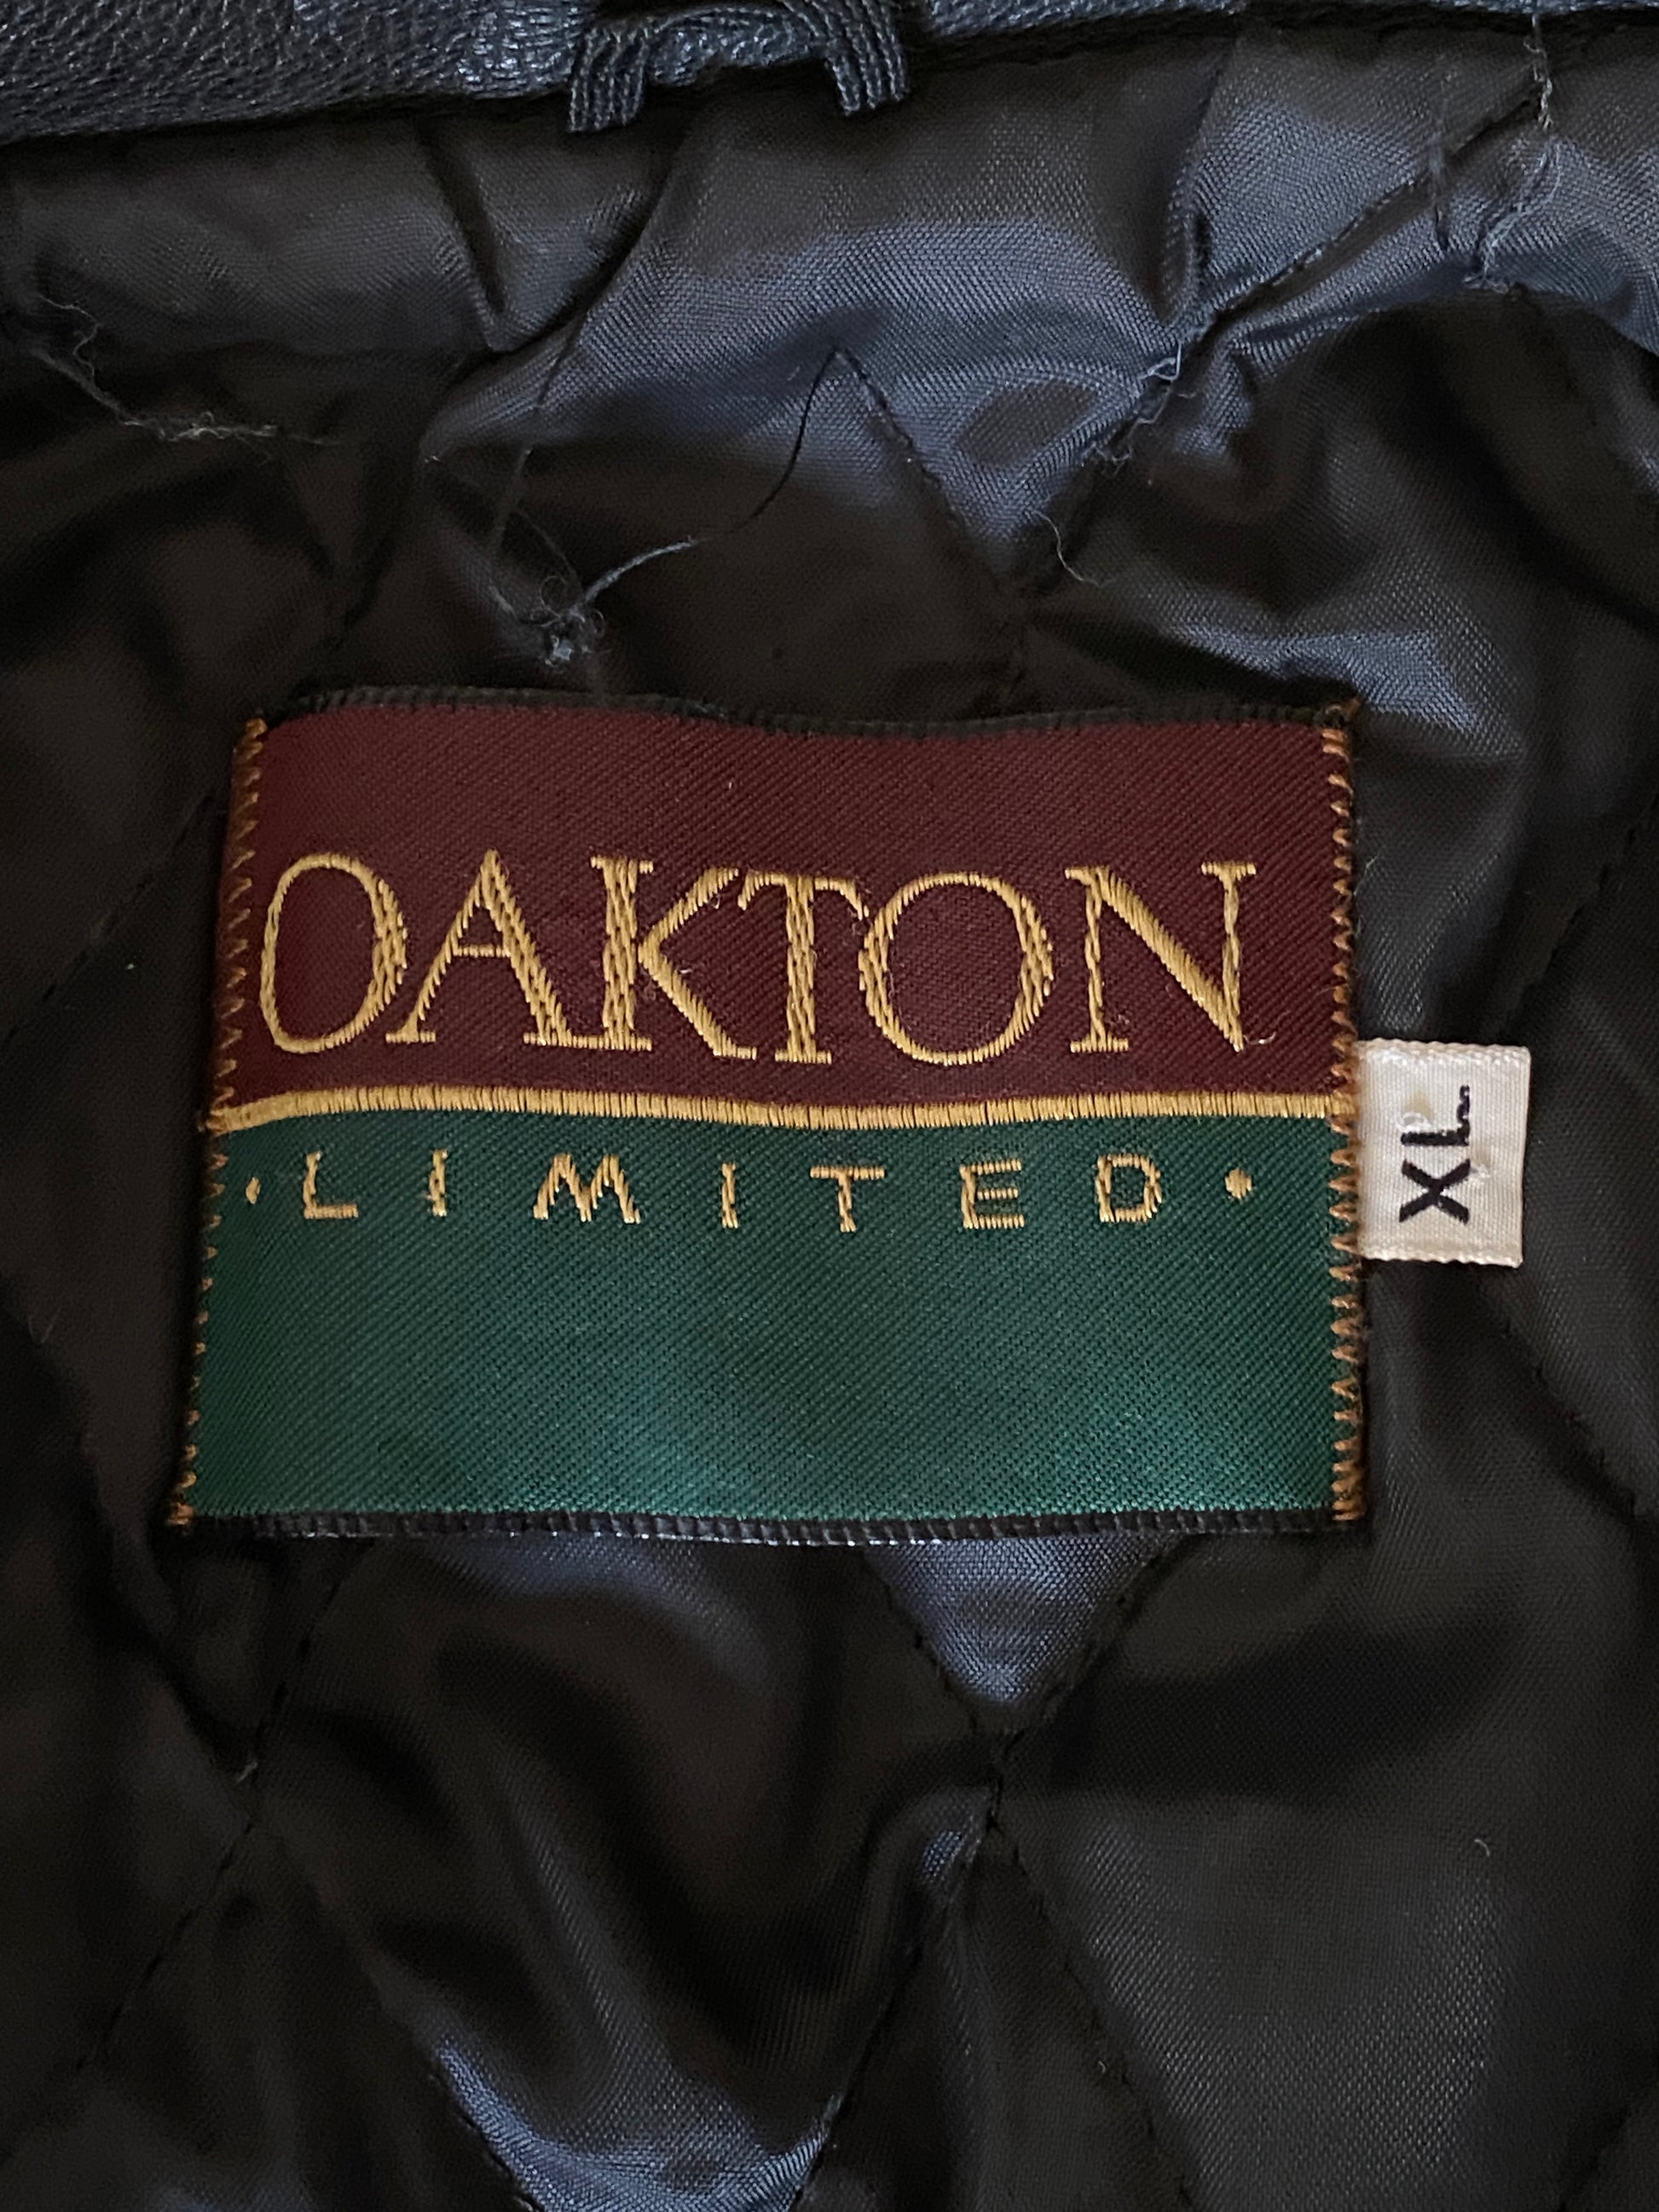 OAKTON
· LIMITED ·
XL